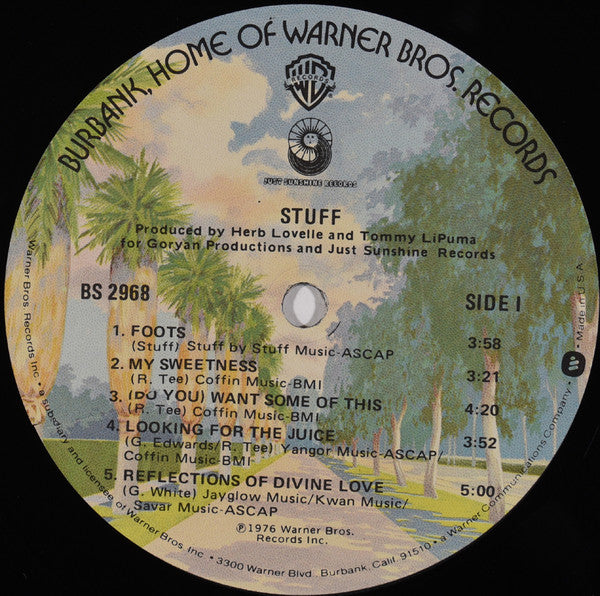 BURBANK, HOME OF WARNER BROS. RECORDS
WB
RECORDS
JUST SUNSHINE RECORDS
STUFF
Produced by Herb Lovelle and Tommy LiPuma
for Goryan Productions and Just Sunshine Records
BS 2968
SIDE I
1. FOOTS 3:58
(Stuff) Stuff by Stuff Music-ASCAP
2. MY SWEETNESS 3:21
(R. Tee) Coffin Music-BMI
3. (DO YOU) WANT SOME OF THIS 4:20
(R. Tee) Coffin Music-BMI
4. LOOKING FOR THE JUICE 3:52
(G. Edwards/R. Tee) Yangor Music-ASCAP/
Coffin Music-BMI
5. REFLECTIONS OF DIVINE LOVE 5:00
(G. White) Jayglow Music/Kwan Music/
Savar Music-ASCAP
℗1976 Warner Bros.
Records Inc.
Warner Bros. Records Inc. • a subsidiary and licensee of Warner Bros. Inc. • 3300 Warner Blvd., Burbank, Calif. 91510 • a Warner Communications Company. • Made in U.S.A.